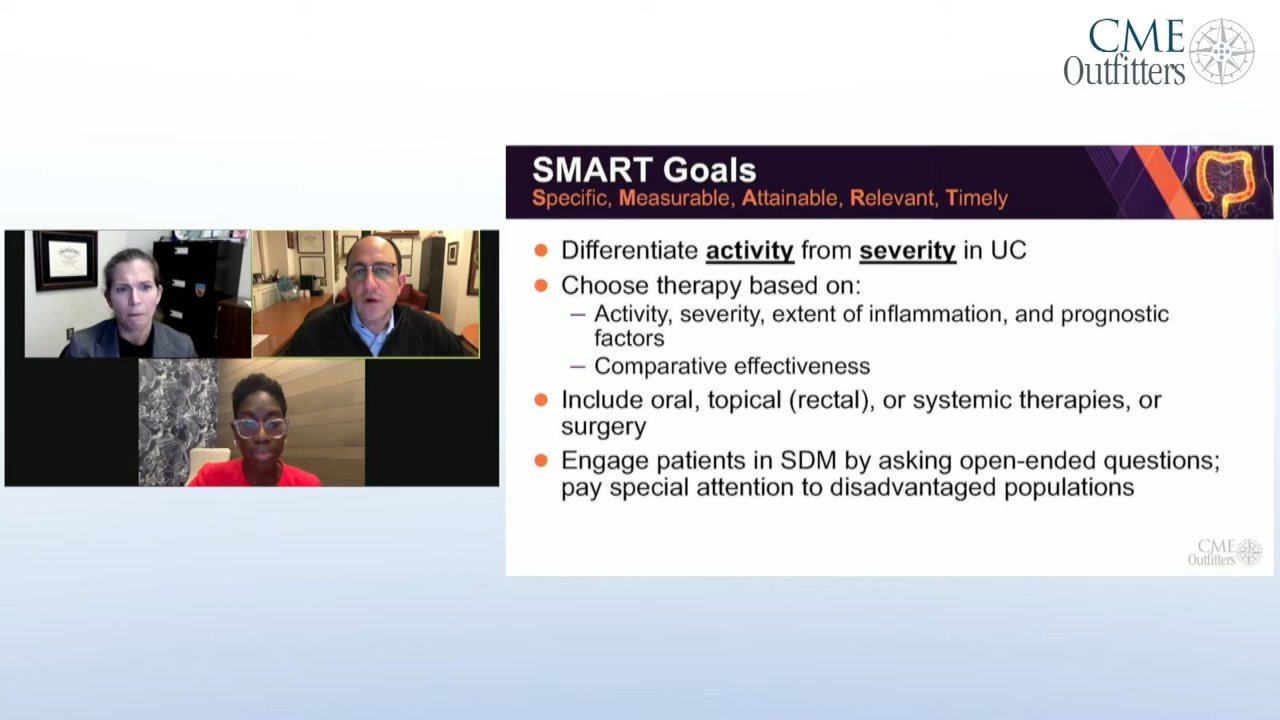 CME
Outfitters
SMART Goals
Specific, Measurable, Attainable, Relevant, Timely
Differentiate activity from severity in UC
Choose therapy based on:
– Activity, severity, extent of inflammation, and prognostic
factors
– Comparative effectiveness
Include oral, topical (rectal), or systemic therapies, or
surgery
Engage patients in SDM by asking open-ended questions;
pay special attention to disadvantaged populations
CME
Outfitters